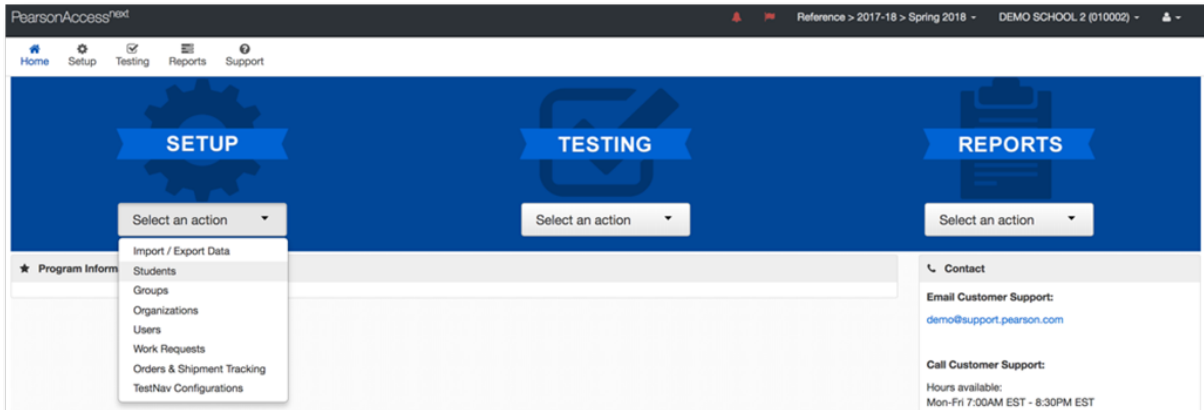 PearsonAccessnext
Reference > 2017-18 > Spring 2018
DEMO SCHOOL 2 (010002)
Home
Setup
Testing
Reports
Support
SETUP
TESTING
REPORTS
Select an action
Select an action
Select an action
Import / Export Data
Students
Groups
Organizations
Users
Work Requests
Orders & Shipment Tracking
TestNav Configurations
Program Inform
Contact
Email Customer Support:
demo@support.pearson.com
Call Customer Support:
Hours available:
Mon-Fri 7:00AM EST - 8:30PM EST